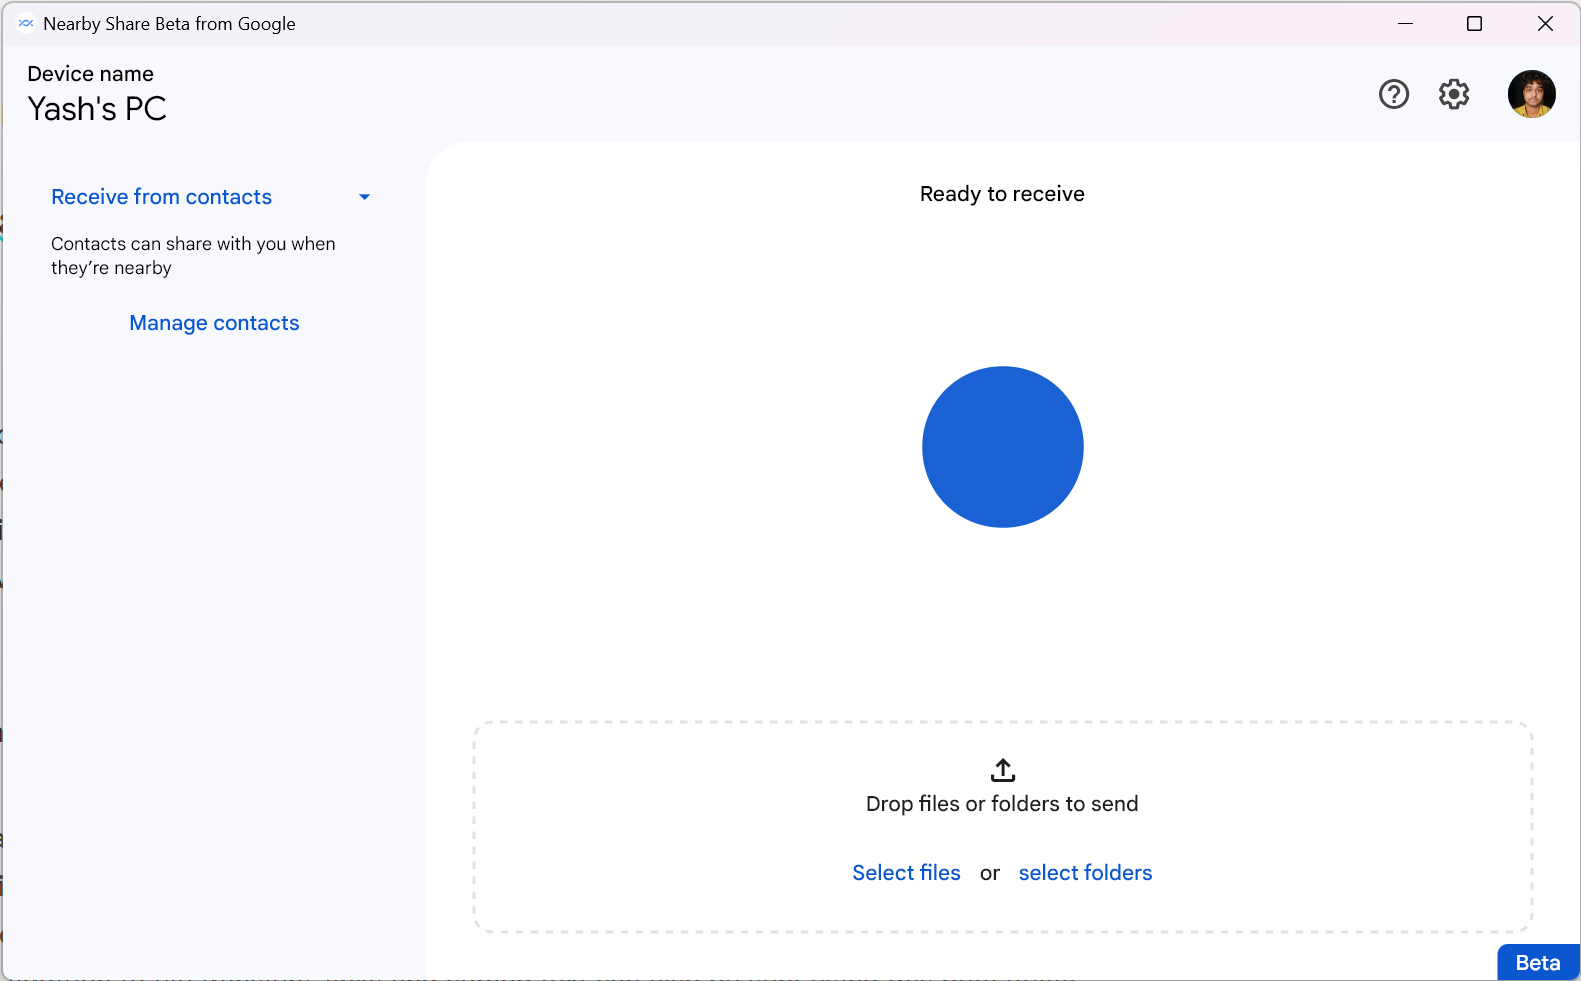 Nearby Share Beta from Google
Device name
Yash's PC
Receive from contacts
Contacts can share with you when
they’re nearby
Manage contacts
Ready to receive
Drop files or folders to send
Select files or select folders
Beta